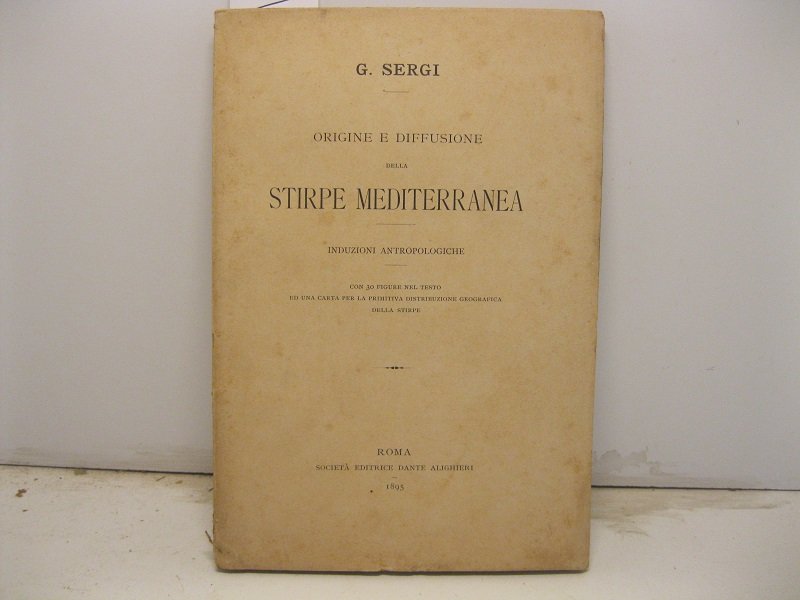 G. SERGI
ORIGINE E DIFFUSIONE
DELLA
STIRPE MEDITERRANEA
INDUZIONI ANTROPOLOGICHE
CON 30 FIGURE NEL TESTO
ED UNA CARTA PER LA PRIMITIVA DISTRIBUZIONE GEOGRAFICA
DELLA STIRPE
ROMA
SOCIETÀ EDITRICE DANTE ALIGHIERI
1895